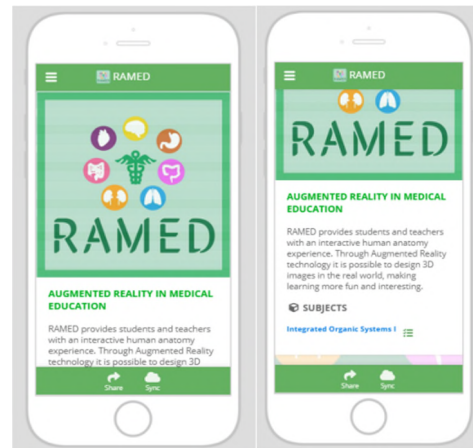 RAMED
RAMED
AUGMENTED REALITY IN MEDICAL
EDUCATION
RAMED provides students and teachers
with an interactive human anatomy
experience. Through Augmented Reality
technology it is possible to design 3D
Share Sync
RAMED
RAMED
AUGMENTED REALITY IN MEDICAL
EDUCATION
RAMED provides students and teachers
with an interactive human anatomy
experience. Through Augmented Reality
technology it is possible to design 3D
images in the real world, making
learning more fun and interesting.
SUBJECTS
Integrated Organic Systems I
Share Sync